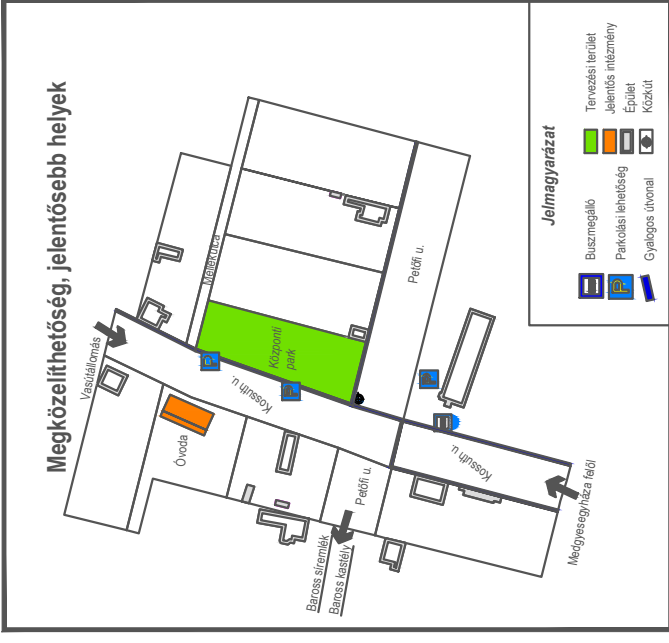 Megközelíthetőség, jelentősebb helyek
Vasútállomás
Mellékutca
Óvoda
Kossuth u.
Központi
park
Petőfi u.
Petőfi u.
Kossuth u.
Baross síremlék
Baross kastély
Medgyesegyháza felől
Jelmagyarázat
Buszmegálló
Parkolási lehetőség
Gyalogos útvonal
Tervezési terület
Jelentős intézmény
Épület
Közkút
P
P
P
P